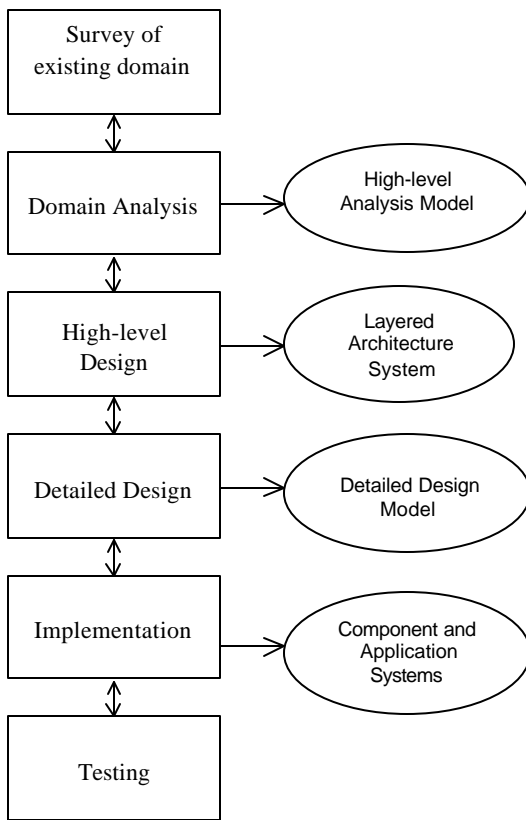 Survey of
existing domain
Domain Analysis
High-level
Analysis Model
High-level
Design
Layered
Architecture
System
Detailed Design
Detailed Design
Model
Implementation
Component and
Application
Systems
Testing